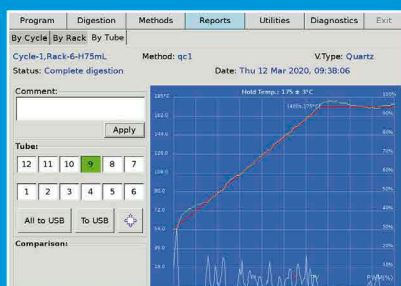 Program Digestion Methods Reports Utilities Diagnostics Exit
By Cycle By Rack By Tube
Cycle-1,Rack-6-H75mL Method: qc1 V.Type: Quartz
Status: Complete digestion Date: Thu 12 Mar 2020, 09:38:06
Comment:
Hold Temp.: 175 ± 3°C
100%
90%
80%
Apply
70%
Tube:
12 11 10 9 8 7
60%
50%
1 2 3 4 5 6
40%
All to USB To USB
30%
Comparison:
20%
10%